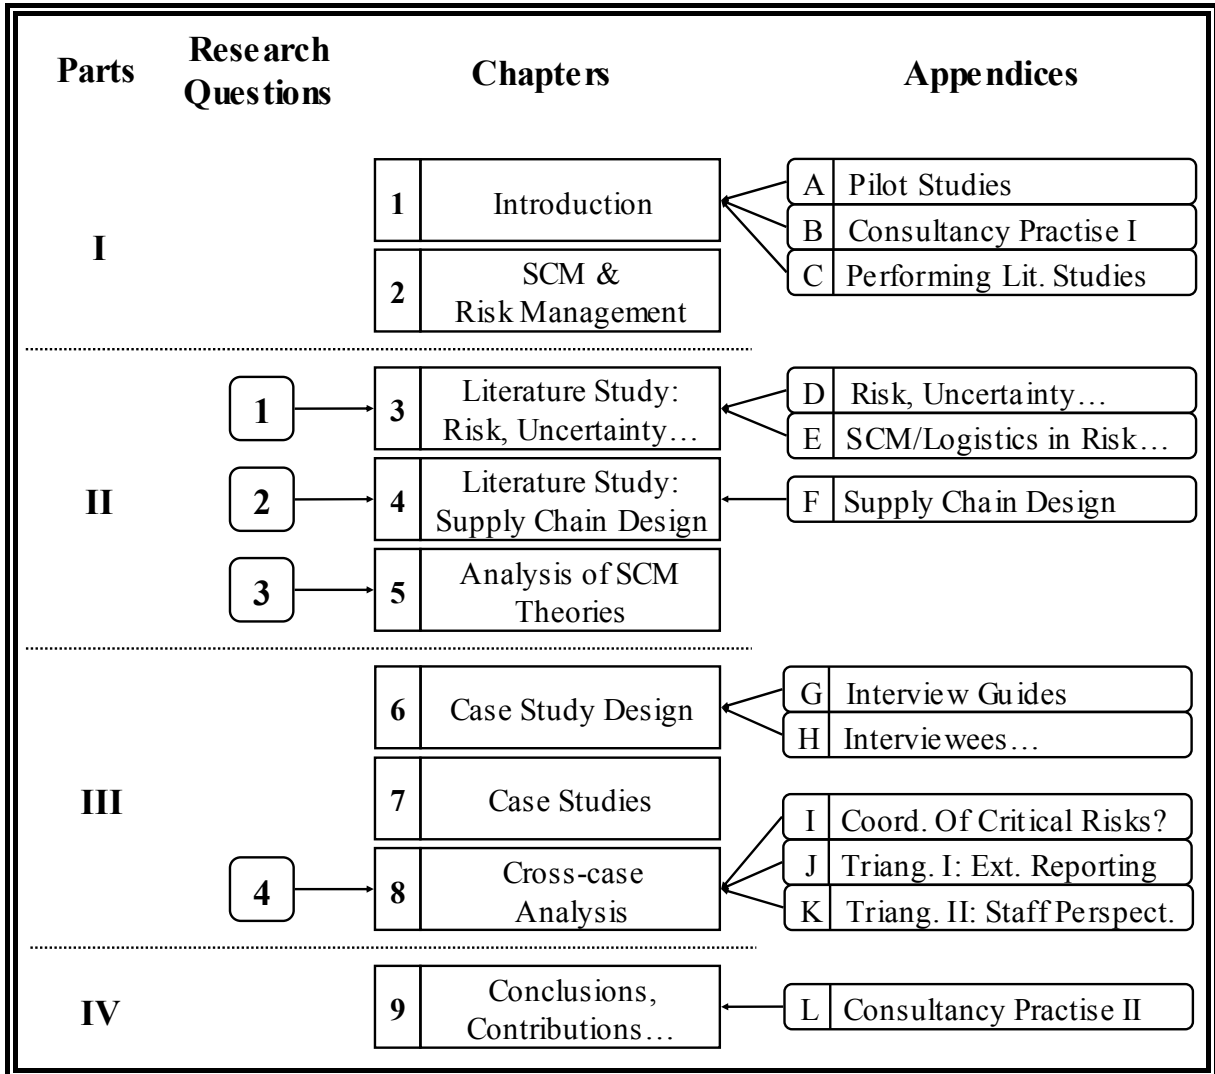 Parts
Research
Questions
Chapters
Appendices
I
1
Introduction
A
Pilot Studies
B
Consultancy Practise I
C
Performing Lit. Studies
2
SCM &
Risk Management
II
1
3
Literature Study:
Risk, Uncertainty…
D
Risk, Uncertainty…
E
SCM/Logistics in Risk…
2
4
Literature Study:
Supply Chain Design
F
Supply Chain Design
3
5
Analysis of SCM
Theories
III
6
Case Study Design
G
Interview Guides
H
Interviewees…
7
Case Studies
4
8
Cross-case
Analysis
I
Coord. Of Critical Risks?
J
Triang. I: Ext. Reporting
K
Triang. II: Staff Perspect.
IV
9
Conclusions,
Contributions…
L
Consultancy Practise II